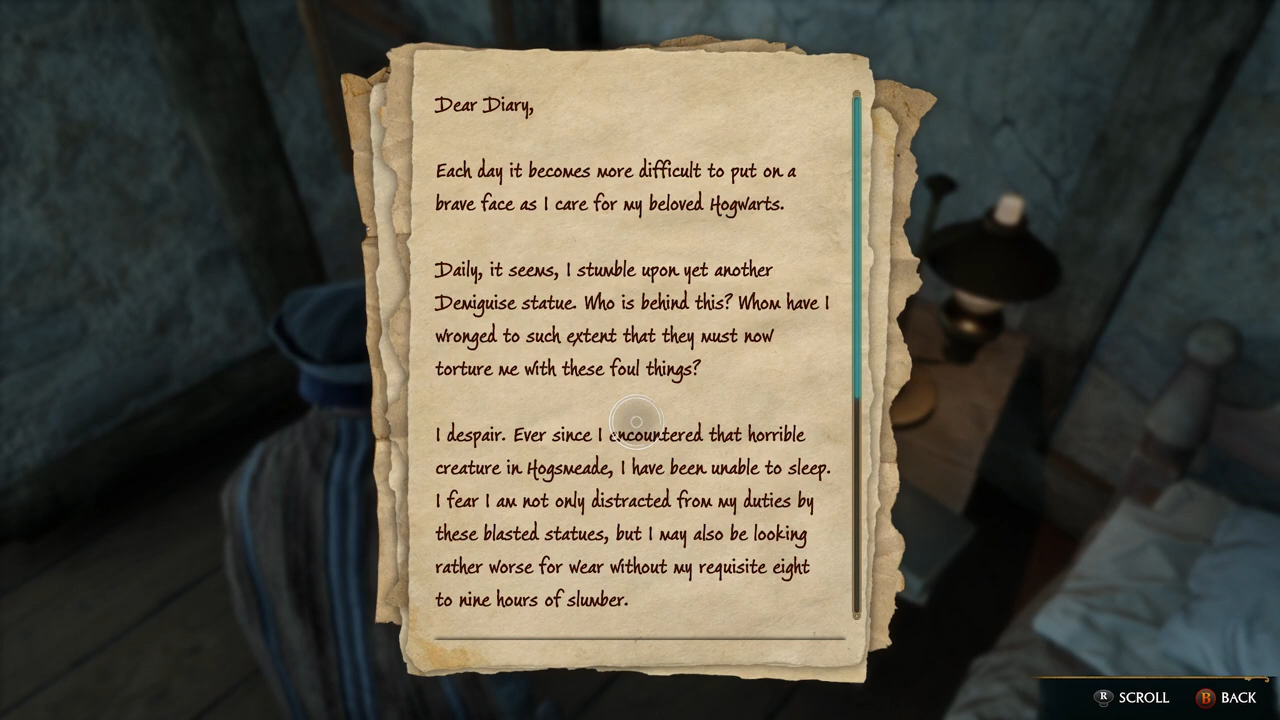 Dear Diary,
Each day it becomes more difficult to put on a
brave face as I care for my beloved Hogwarts.
Daily, it seems, I stumble upon yet another
Demiguise statue. Who is behind this? Whom have I
wronged to such extent that they must now
torture me with these foul things?
I despair. Ever since I encountered that horrible
creature in Hogsmeade, I have been unable to sleep.
I fear I am not only distracted from my duties by
these blasted statues, but I may also be looking
rather worse for wear without my requisite eight
to nine hours of slumber.
R SCROLL B BACK